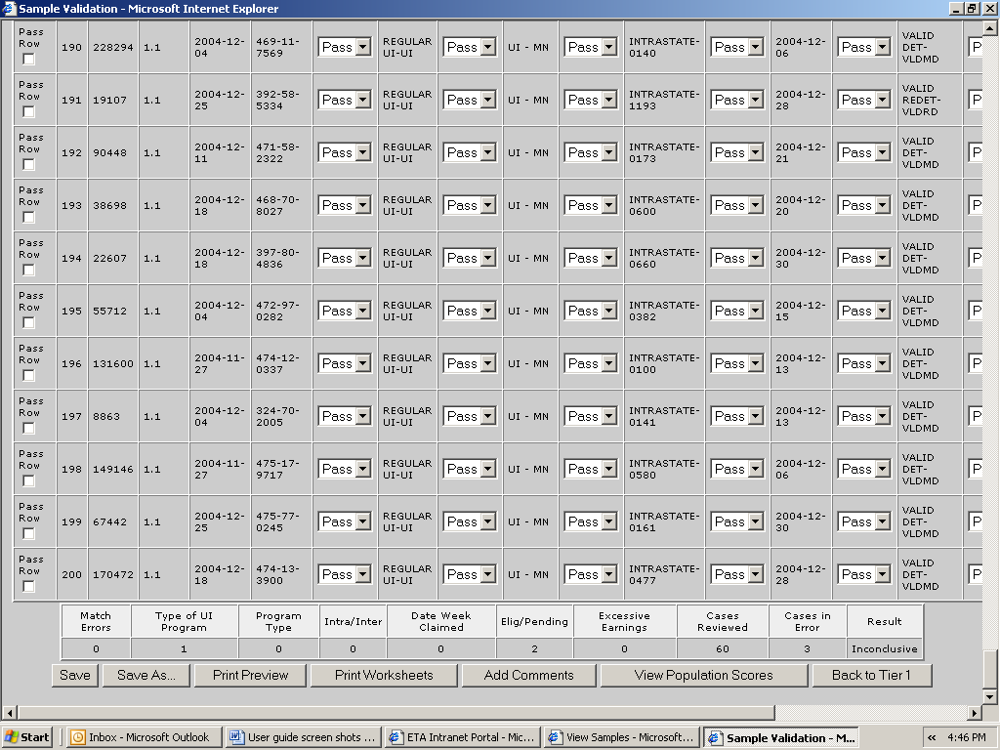 Sample Validation - Microsoft Internet Explorer
Pass Row 190 228294 1.1 2004-12-04 469-11-7569 Pass REGULAR UI-UI Pass UI - MN Pass INTRASTATE-0140 Pass 2004-12-06 Pass VALID DET-VLDMD P
Pass Row 191 19107 1.1 2004-12-25 392-58-5334 Pass REGULAR UI-UI Pass UI - MN Pass INTRASTATE-1193 Pass 2004-12-28 Pass VALID REDET-VLDRD P
Pass Row 192 90448 1.1 2004-12-11 471-58-2322 Pass REGULAR UI-UI Pass UI - MN Pass INTRASTATE-0173 Pass 2004-12-21 Pass VALID DET-VLDMD P
Pass Row 193 38698 1.1 2004-12-18 468-70-8027 Pass REGULAR UI-UI Pass UI - MN Pass INTRASTATE-0600 Pass 2004-12-20 Pass VALID DET-VLDMD P
Pass Row 194 22607 1.1 2004-12-18 397-80-4836 Pass REGULAR UI-UI Pass UI - MN Pass INTRASTATE-0660 Pass 2004-12-30 Pass VALID DET-VLDMD P
Pass Row 195 55712 1.1 2004-12-04 472-97-0282 Pass REGULAR UI-UI Pass UI - MN Pass INTRASTATE-0382 Pass 2004-12-15 Pass VALID DET-VLDMD P
Pass Row 196 131600 1.1 2004-11-27 474-12-0337 Pass REGULAR UI-UI Pass UI - MN Pass INTRASTATE-0100 Pass 2004-12-13 Pass VALID DET-VLDMD P
Pass Row 197 8863 1.1 2004-12-04 324-70-2005 Pass REGULAR UI-UI Pass UI - MN Pass INTRASTATE-0141 Pass 2004-12-13 Pass VALID DET-VLDMD P
Pass Row 198 149146 1.1 2004-11-27 475-17-9717 Pass REGULAR UI-UI Pass UI - MN Pass INTRASTATE-0580 Pass 2004-12-06 Pass VALID DET-VLDMD P
Pass Row 199 67442 1.1 2004-12-25 475-77-0245 Pass REGULAR UI-UI Pass UI - MN Pass INTRASTATE-0161 Pass 2004-12-30 Pass VALID DET-VLDMD P
Pass Row 200 170472 1.1 2004-12-18 474-13-3900 Pass REGULAR UI-UI Pass UI - MN Pass INTRASTATE-0477 Pass 2004-12-28 Pass VALID DET-VLDMD P
Match Errors Type of UI Program Program Type Intra/Inter Date Week Claimed Elig/Pending Excessive Earnings Cases Reviewed Cases in Error Result
0 1 0 0 0 2 0 60 3 Inconclusive
Save Save As... Print Preview Print Worksheets Add Comments View Population Scores Back to Tier 1
Start Inbox - Microsoft Outlook User guide screen shots ... ETA Intranet Portal - Mic... View Samples - Microsoft... Sample Validation - M... « 4:46 PM